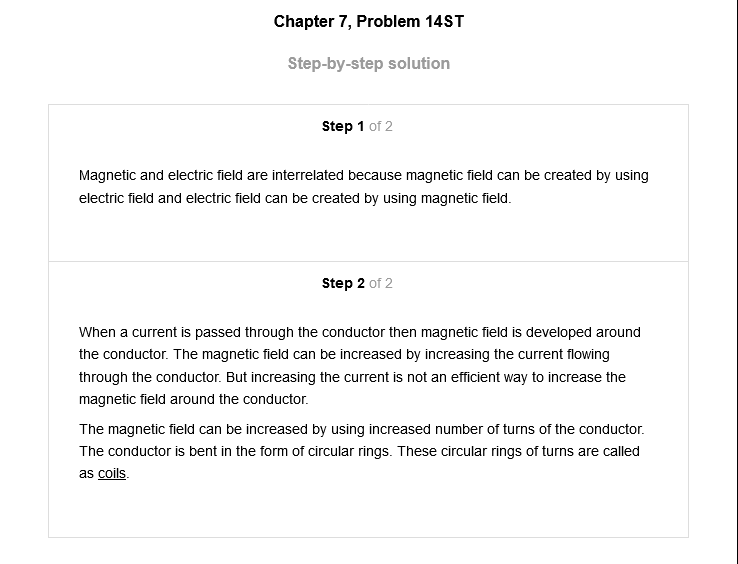 Chapter 7, Problem 14ST
Step-by-step solution
Step 1 of 2
Magnetic and electric field are interrelated because magnetic field can be created by using
electric field and electric field can be created by using magnetic field.
Step 2 of 2
When a current is passed through the conductor then magnetic field is developed around
the conductor. The magnetic field can be increased by increasing the current flowing
through the conductor. But increasing the current is not an efficient way to increase the
magnetic field around the conductor.
The magnetic field can be increased by using increased number of turns of the conductor.
The conductor is bent in the form of circular rings. These circular rings of turns are called
as coils.